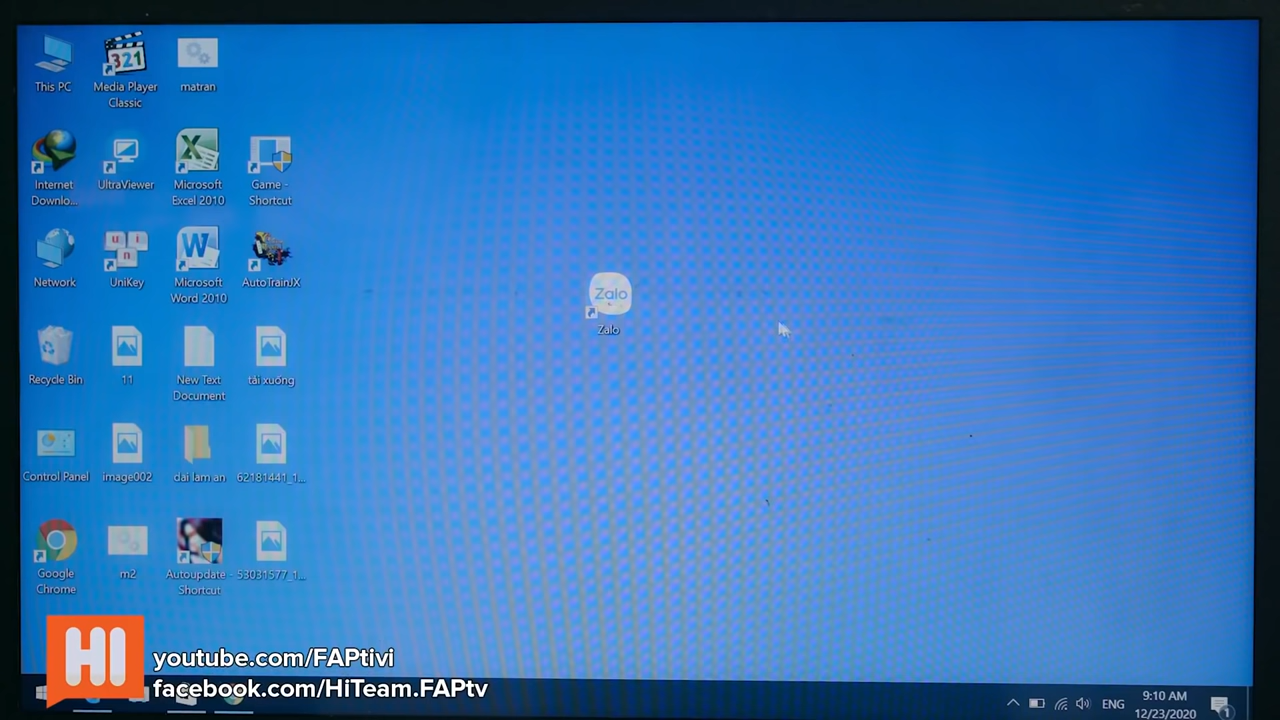 This PC
Media Player
Classic
matran
321
Internet
Downlo...
UltraViewer
Microsoft
Excel 2010
Game -
Shortcut
Network
u i
n
UniKey
W
Microsoft
Word 2010
AutoTrainJX
Recycle Bin
11
New Text
Document
tải xuống
Control Panel
image002
dai lam an
62181441_1...
Google
Chrome
m2
Autoupdate -
Shortcut
53031577_1...
Zalo
Zalo
HI
youtube.com/FAPtivi
facebook.com/HiTeam.FAPtv
ENG
9:10 AM
12/23/2020
1